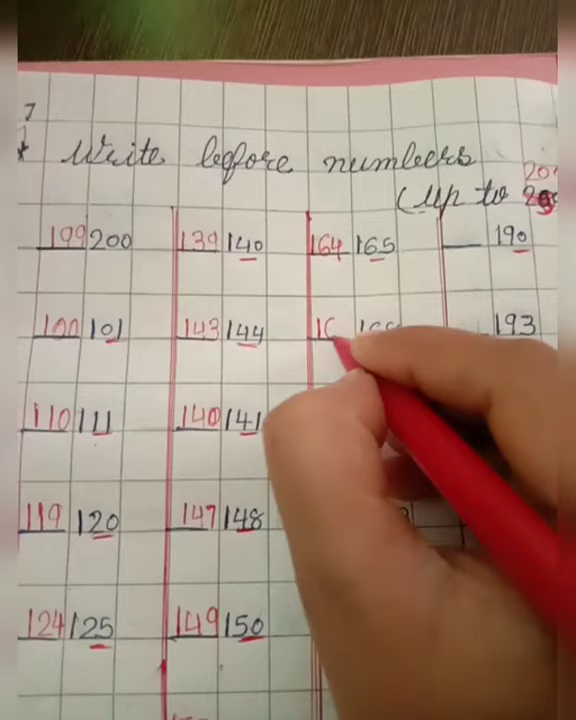 7
* Write before numbers
(Up to
199 200 139 140 164 165 __ 190
100 101 143 144 193
110 111 140 141
119 120 147 148
124 125 149 150